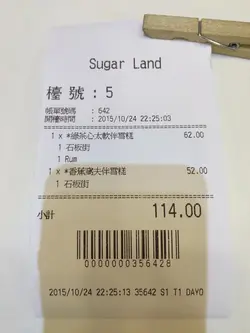 Sugar Land
檯號：5
帳單號碼 ：642
開檯時間 ：2015/10/24 22:25:03
1 x *綠茶心太軟伴雪糕 62.00
1 石板街
1 Rum
1 x *香蕉窩夫伴雪糕 52.00
1 石板街
小計 114.00
0000000356428
2015/10/24 22:25:13 35642 S1 T1 DAYO